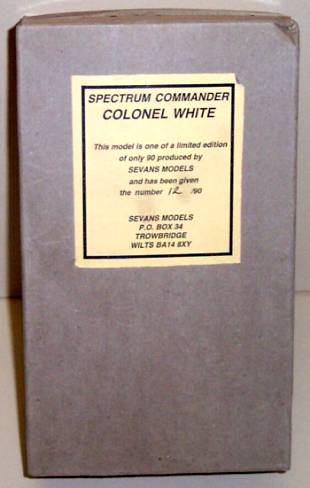 SPECTRUM COMMANDER
COLONEL WHITE
This model is one of a limited edition
of only 90 produced by
SEVANS MODELS
and has been given
the number 12 /90
SEVANS MODELS
P.O. BOX 34
TROWBRIDGE
WILTS BA14 8XY